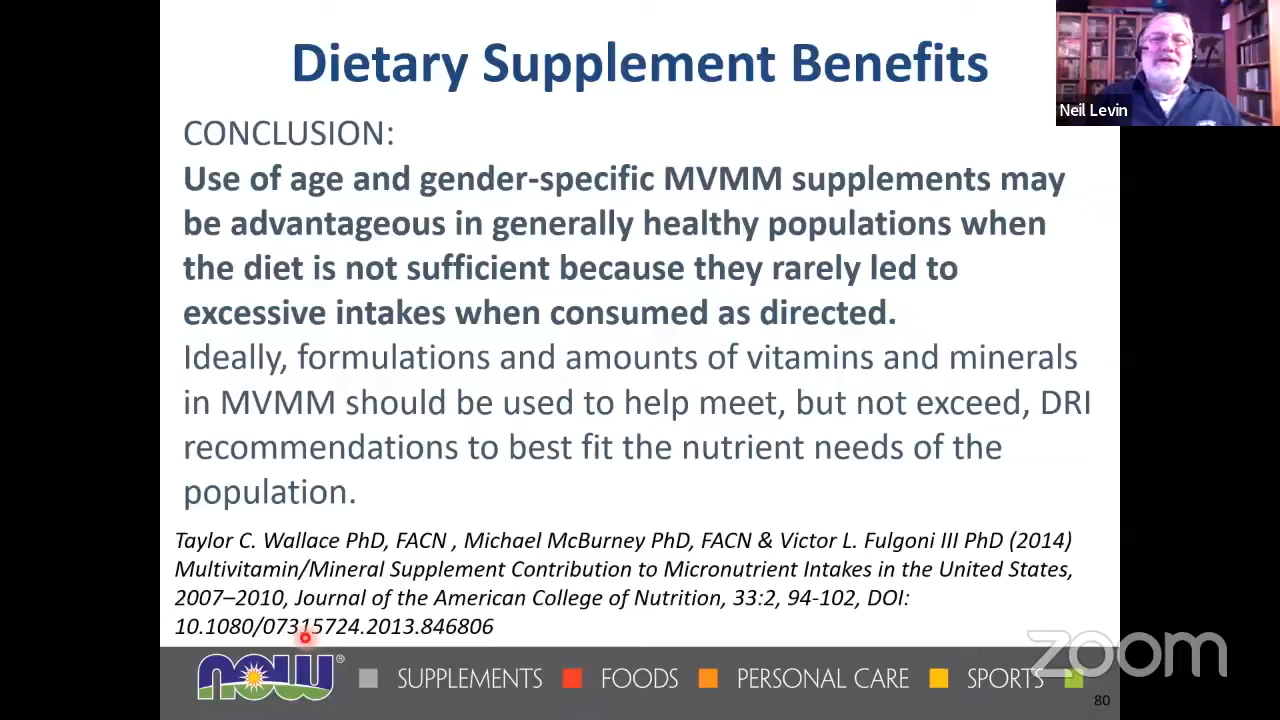 Dietary Supplement Benefits
Neil Levin
CONCLUSION:
Use of age and gender-specific MVMM supplements may
be advantageous in generally healthy populations when
the diet is not sufficient because they rarely led to
excessive intakes when consumed as directed.
Ideally, formulations and amounts of vitamins and minerals
in MVMM should be used to help meet, but not exceed, DRI
recommendations to best fit the nutrient needs of the
population.
Taylor C. Wallace PhD, FACN , Michael McBurney PhD, FACN & Victor L. Fulgoni III PhD (2014)
Multivitamin/Mineral Supplement Contribution to Micronutrient Intakes in the United States,
2007–2010, Journal of the American College of Nutrition, 33:2, 94-102, DOI:
10.1080/07315724.2013.846806
now® SUPPLEMENTS FOODS PERSONAL CARE SPORTS
zoom
80